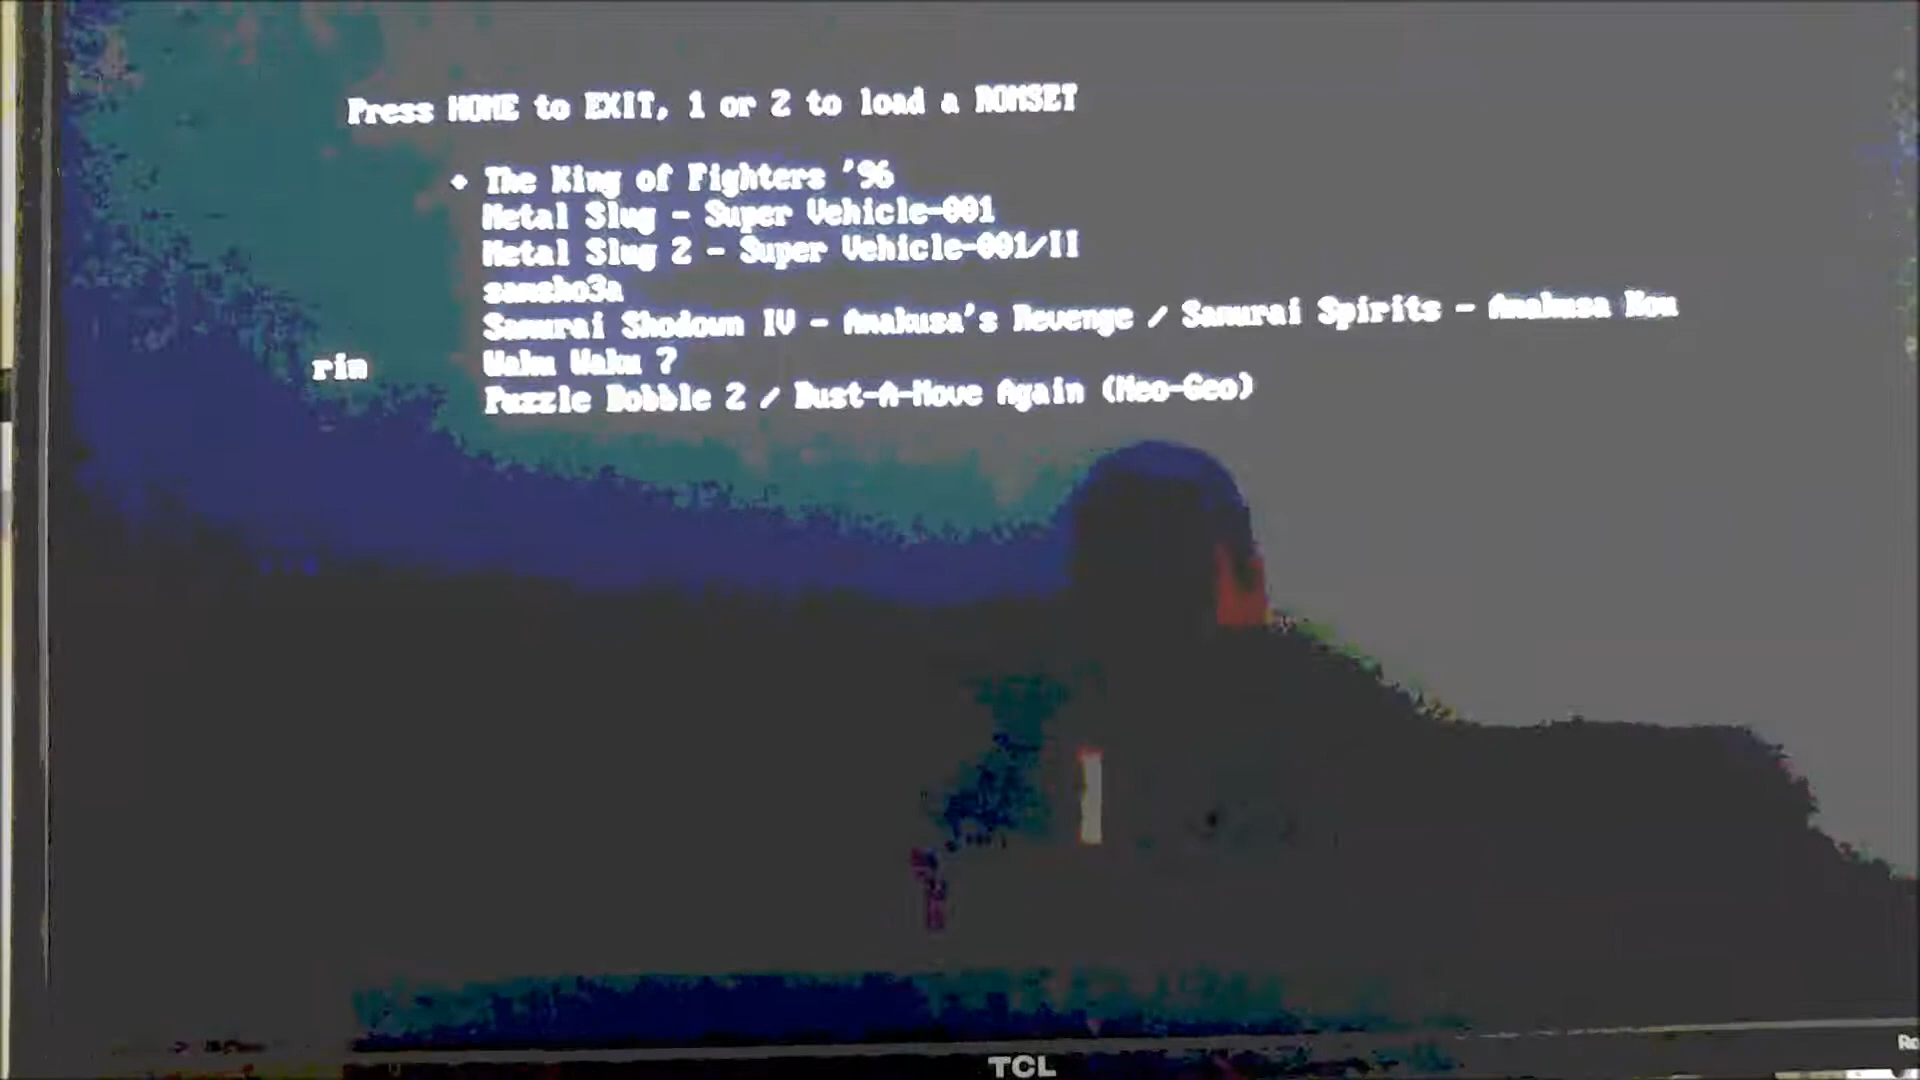 Press HOME to EXIT, 1 or 2 to load a ROMSET
The King of Fighters '96
Metal Slug - Super Vehicle-001
Metal Slug 2 - Super Vehicle-001/II
samsho3a
Samurai Shodown IV - Amakusa's Revenge / Samurai Spirits - Amakusa Kou
rin
Waku Waku 7
Puzzle Bobble 2 / Bust-A-Move Again (Neo-Geo)
TCL